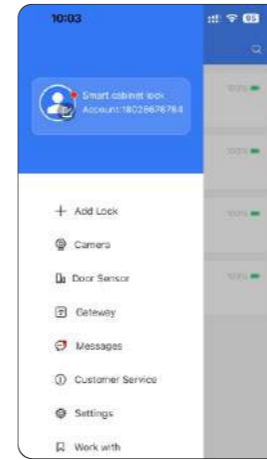 10:03
Smart cabinet lock
Account:18028678764
Add Lock
Camera
Door Sensor
Gateway
Messages
Customer Service
Settings
Work with
100%
100%
100%
100%